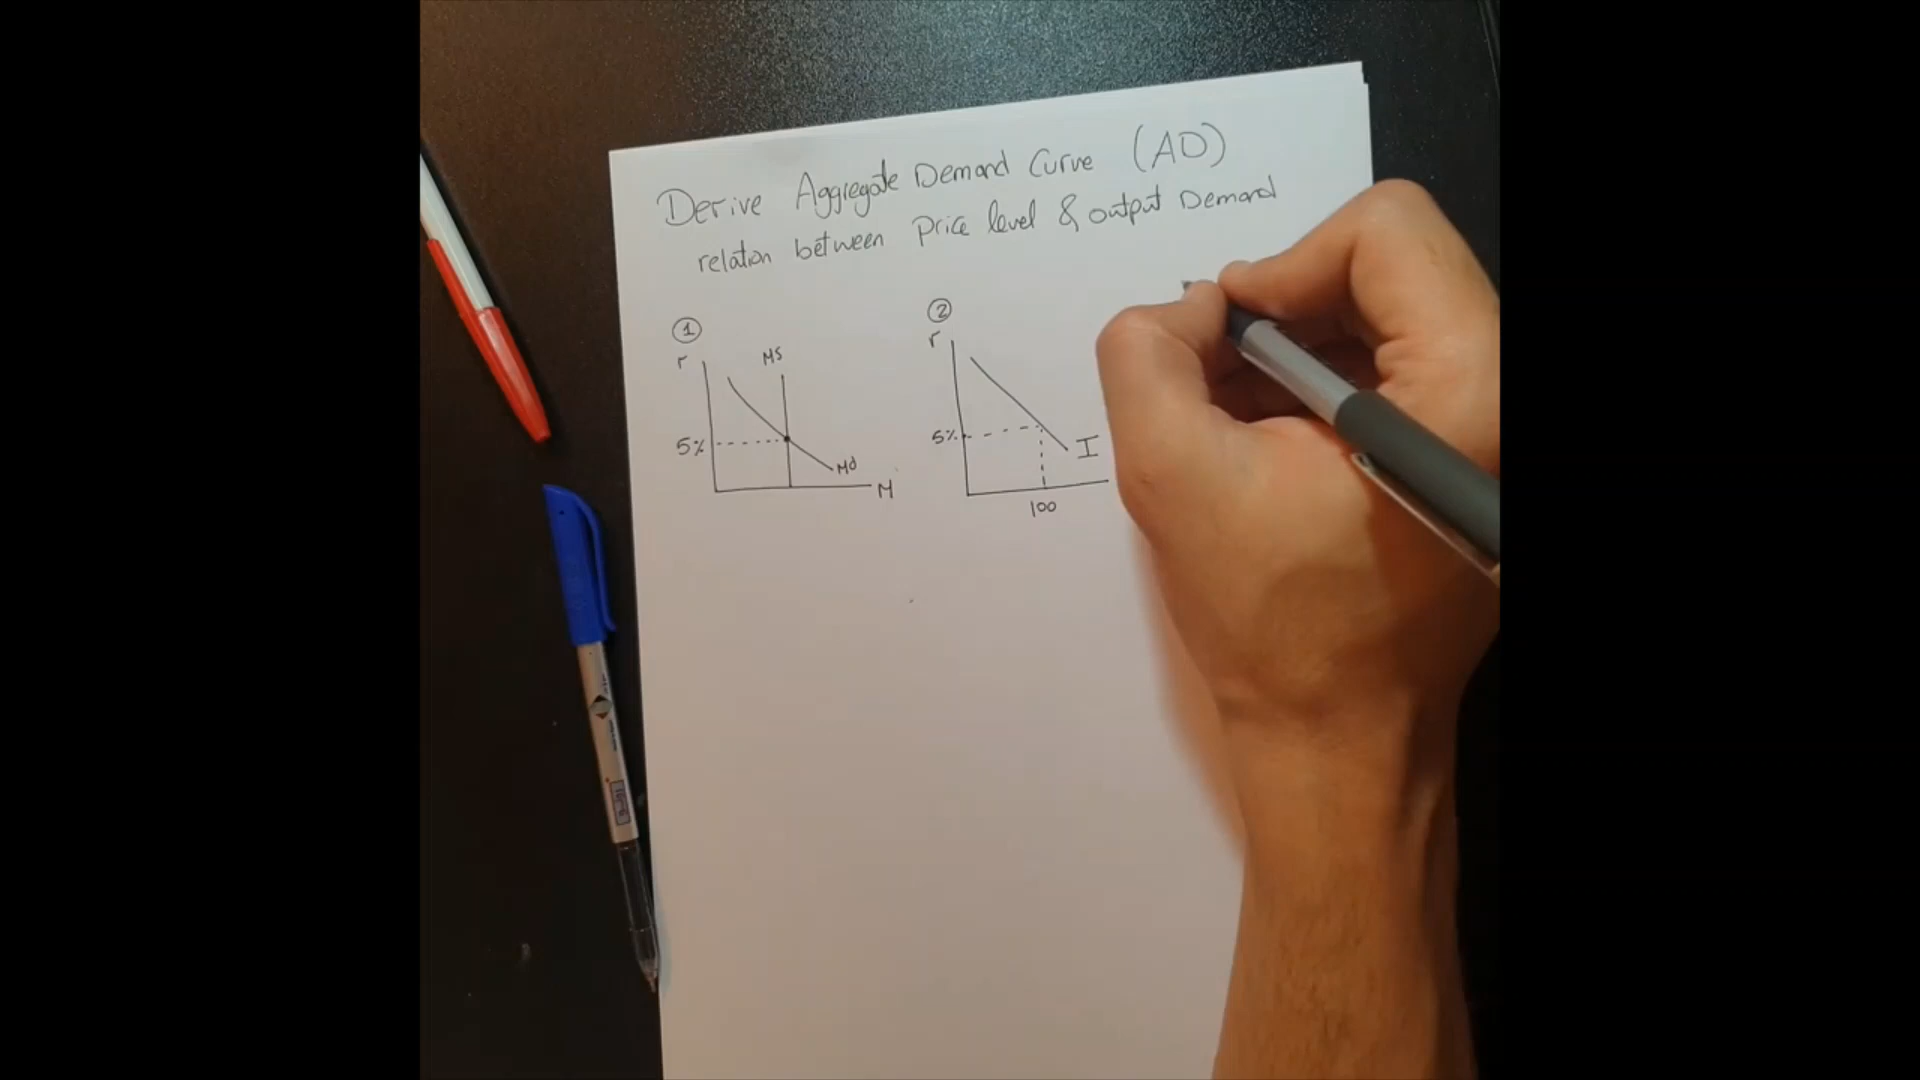 Derive Aggregate Demand Curve (AD)
relation between Price level & output Demand
1
r
MS
5%
Md
M
2
r
5%
I
100